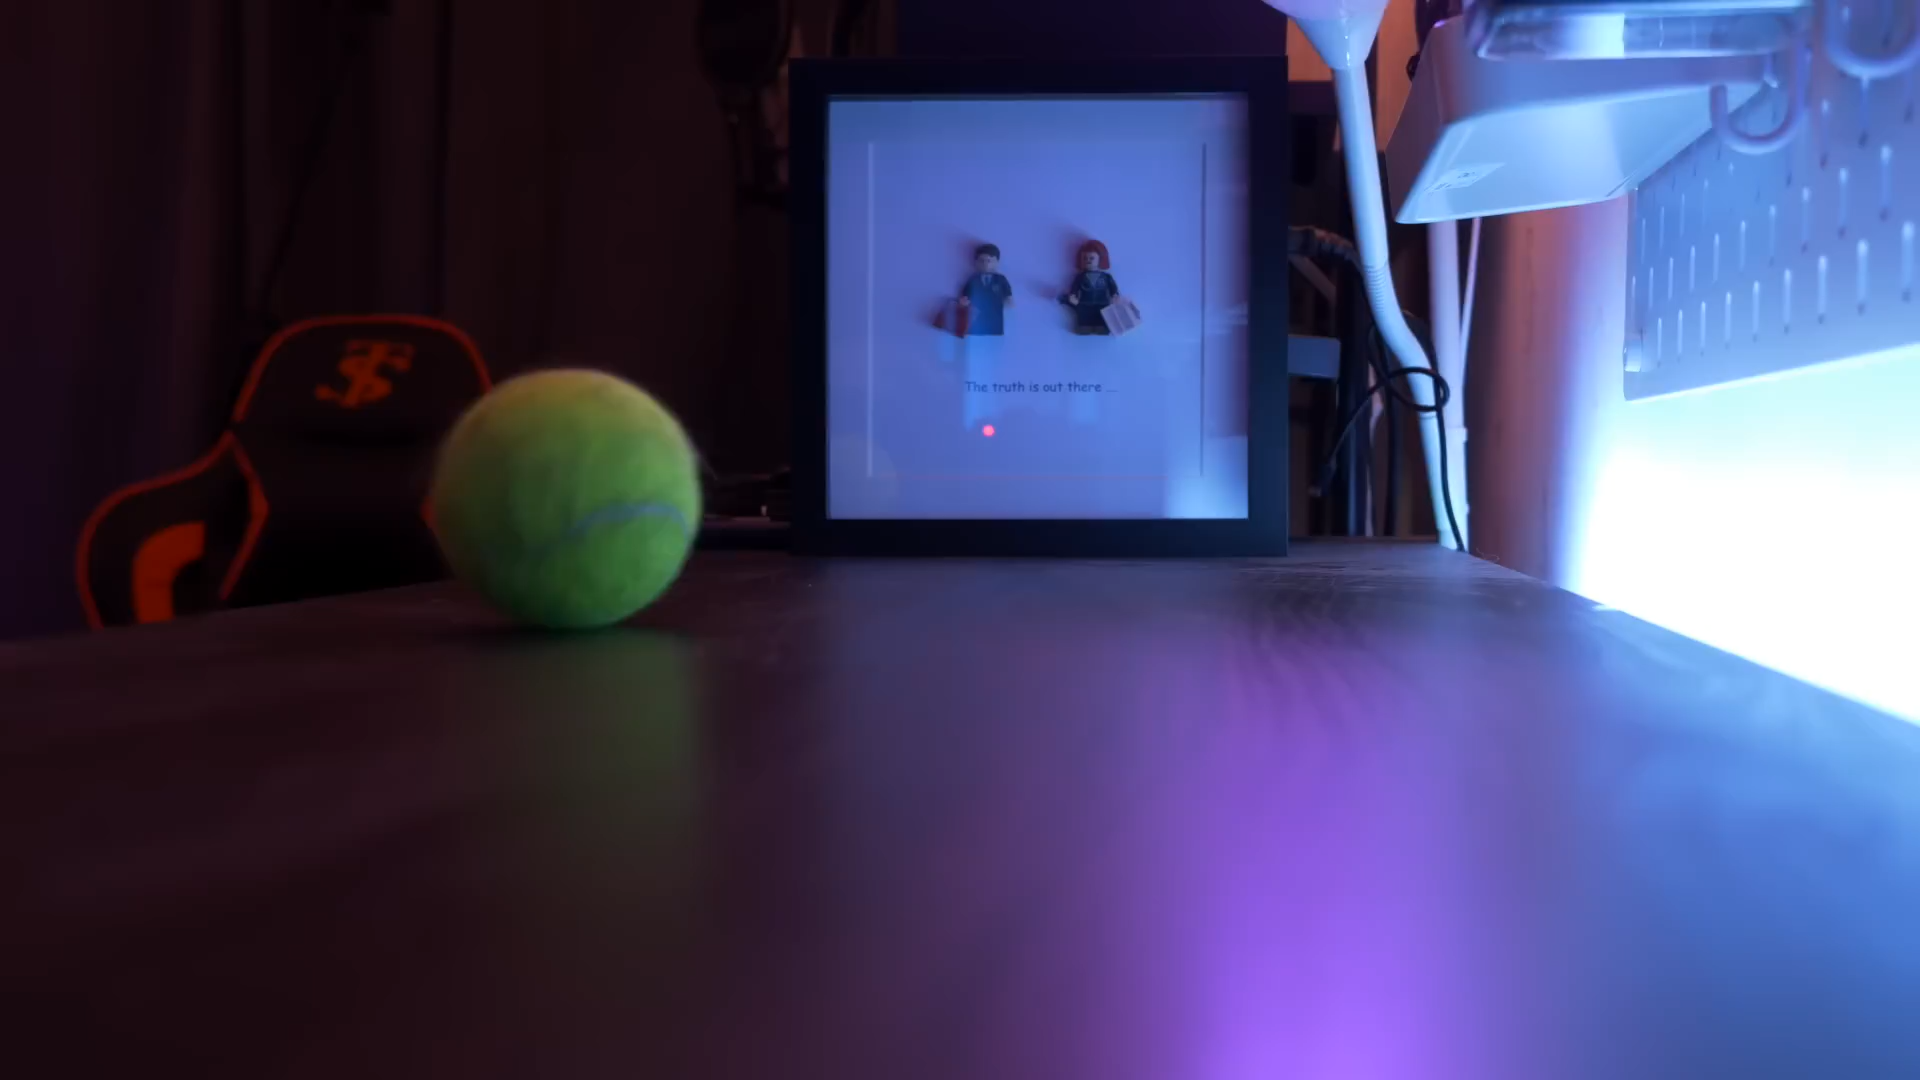 The truth is out there ...